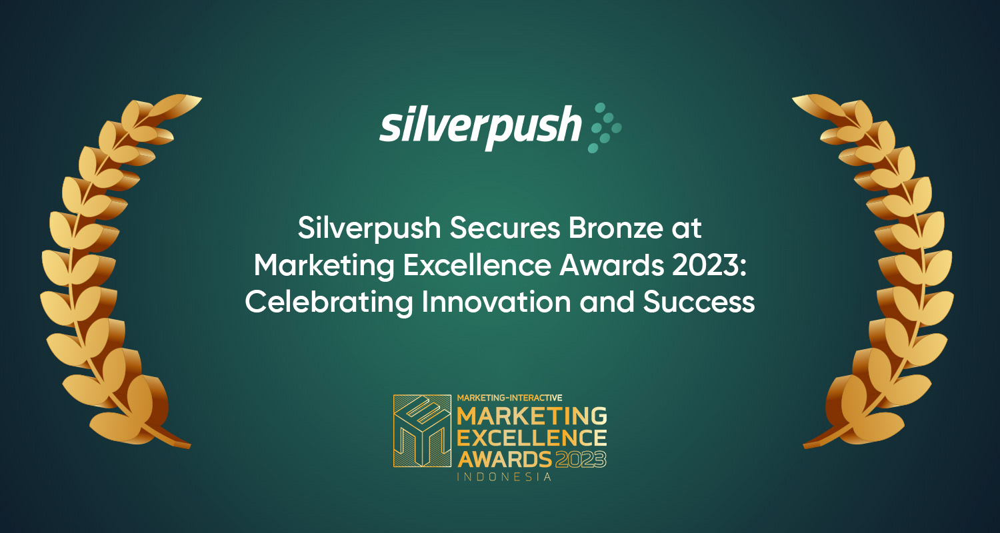 silverpush
Silverpush Secures Bronze at
Marketing Excellence Awards 2023:
Celebrating Innovation and Success
MARKETING-INTERACTIVE
MARKETING
EXCELLENCE
AWARDS 2023
INDONESIA